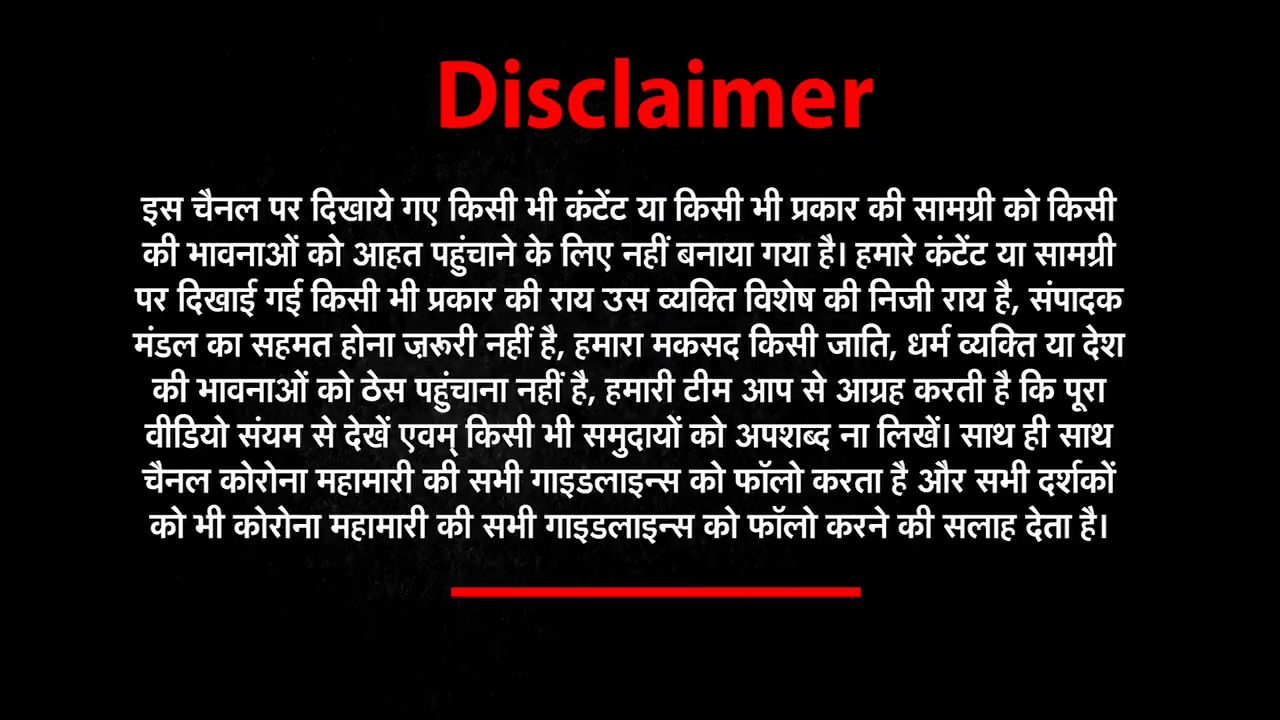 Disclaimer
इस चैनल पर दिखाये गए किसी भी कंटेंट या किसी भी प्रकार की सामग्री को किसी
की भावनाओं को आहत पहुंचाने के लिए नहीं बनाया गया है। हमारे कंटेंट या सामग्री
पर दिखाई गई किसी भी प्रकार की राय उस व्यक्ति विशेष की निजी राय है, संपादक
मंडल का सहमत होना ज़रूरी नहीं है, हमारा मकसद किसी जाति, धर्म व्यक्ति या देश
की भावनाओं को ठेस पहुंचाना नहीं है, हमारी टीम आप से आग्रह करती है कि पूरा
वीडियो संयम से देखें एवम् किसी भी समुदायों को अपशब्द ना लिखें। साथ ही साथ
चैनल कोरोना महामारी की सभी गाइडलाइन्स को फॉलो करता है और सभी दर्शकों
को भी कोरोना महामारी की सभी गाइडलाइन्स को फॉलो करने की सलाह देता है।